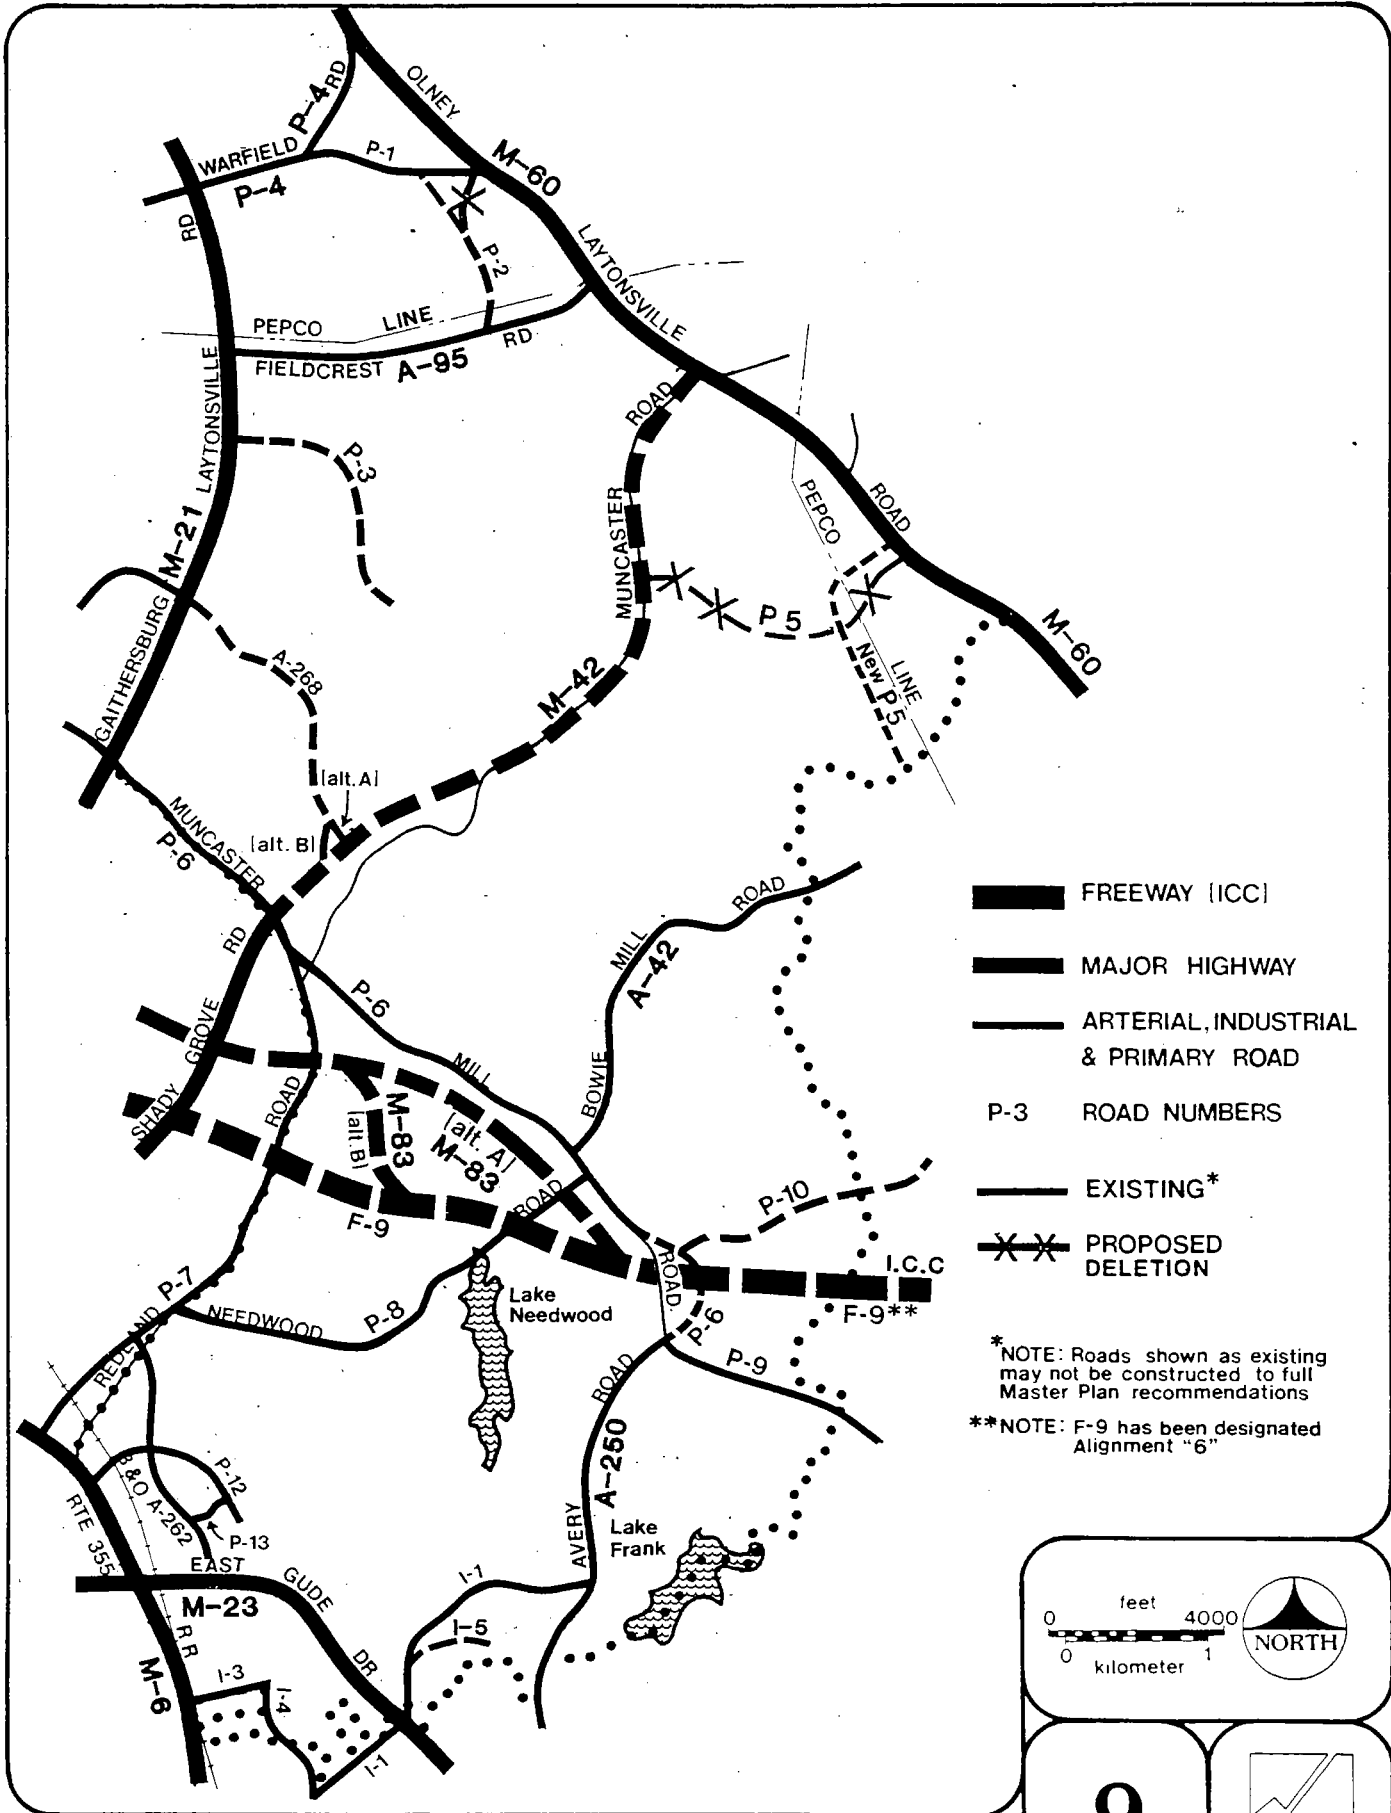 OLNEY
P-4 RD
WARFIELD
P-4
P-1
M-60
RD
P-2
LAYTONSVILLE
PEPCO LINE
FIELDCREST A-95 RD
ROAD
LAYTONSVILLE
P-3
MUNCASTER
PEPCO
ROAD
M-21
GAITHERSBURG
P 5
M-60
New P5
LINE
A-268
M-42
[alt. A]
[alt. B]
MUNCASTER
P-6
RD
ROAD
MILL
A-42
P-6
GROVE
MILL
BOWIE
SHADY
ROAD
M-83
[alt. B]
[alt. A]
M-83
ROAD
P-10
F-9
ROAD
I.C.C
F-9**
P-7
Lake
Needwood
P-8
NEEDWOOD
REDLAND
P-6
P-9
ROAD
A-250
AVERY
P-12
B & O
A-262
P-13
RTE 355
EAST GUDE DR
M-23
Lake
Frank
I-1
I-5
R R
M-6
I-3
I-4
I-1
FREEWAY [ICC]
MAJOR HIGHWAY
ARTERIAL, INDUSTRIAL
& PRIMARY ROAD
P-3 ROAD NUMBERS
EXISTING*
PROPOSED
DELETION
*NOTE: Roads shown as existing
may not be constructed to full
Master Plan recommendations
**NOTE: F-9 has been designated
Alignment "6"
feet
0 4000
0 1
kilometer
NORTH